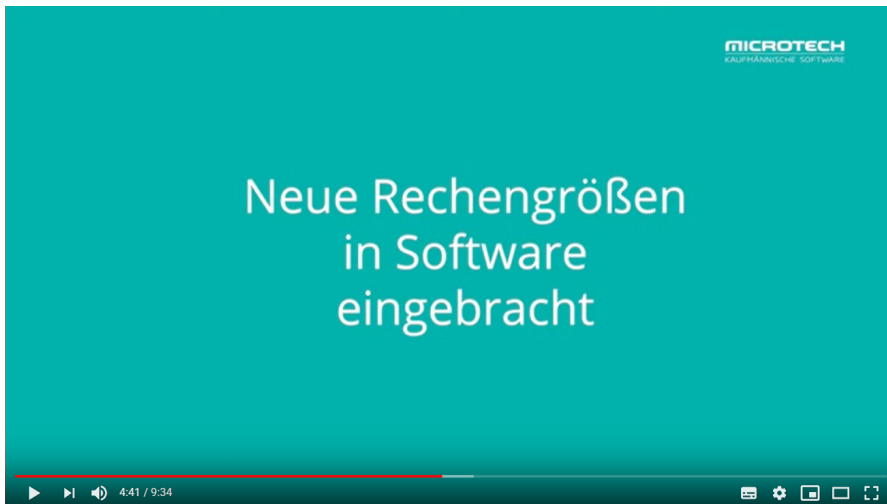 MICROTECH
KAUFMÄNNISCHE SOFTWARE
Neue Rechengrößen
in Software
eingebracht
4:41 / 9:34